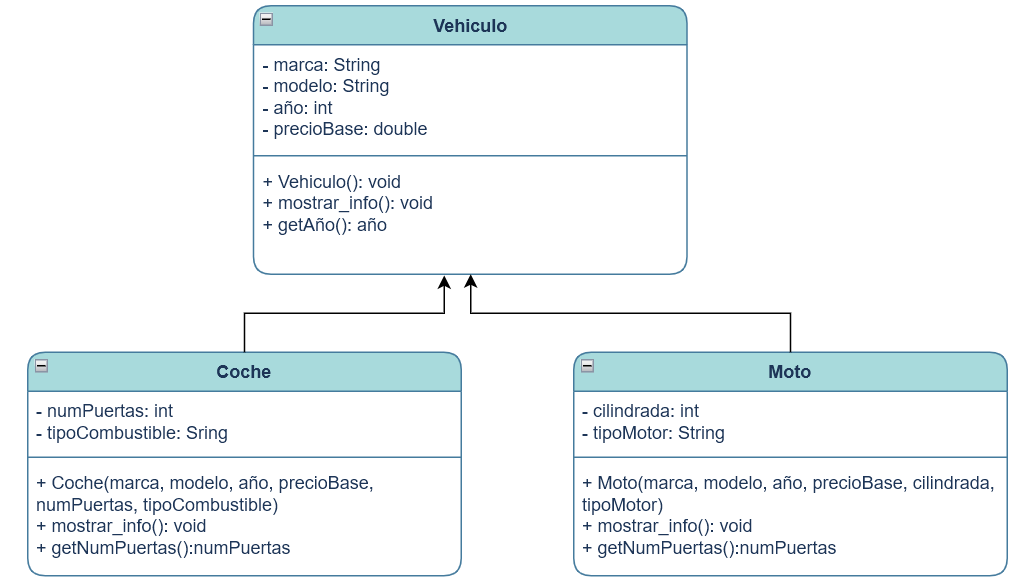 Vehiculo
- marca: String
- modelo: String
- año: int
- precioBase: double
+ Vehiculo(): void
+ mostrar_info(): void
+ getAño(): año
Coche
- numPuertas: int
- tipoCombustible: Sring
+ Coche(marca, modelo, año, precioBase,
numPuertas, tipoCombustible)
+ mostrar_info(): void
+ getNumPuertas():numPuertas
Moto
- cilindrada: int
- tipoMotor: String
+ Moto(marca, modelo, año, precioBase, cilindrada,
tipoMotor)
+ mostrar_info(): void
+ getNumPuertas():numPuertas